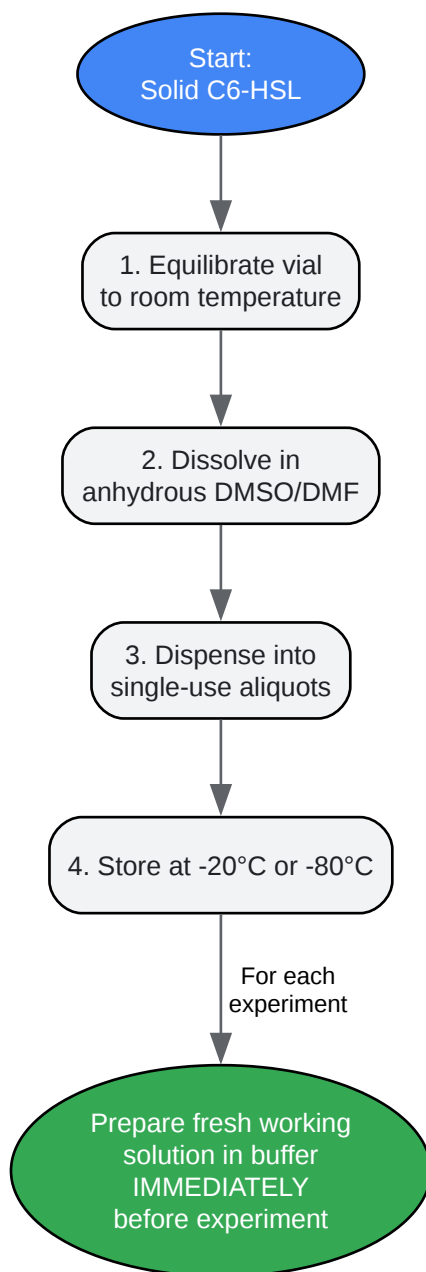 Start:
Solid C6-HSL
1. Equilibrate vial
to room temperature
2. Dissolve in
anhydrous DMSO/DMF
3. Dispense into
single-use aliquots
4. Store at -20°C or -80°C
For each
experiment
Prepare fresh working
solution in buffer
IMMEDIATELY
before experiment